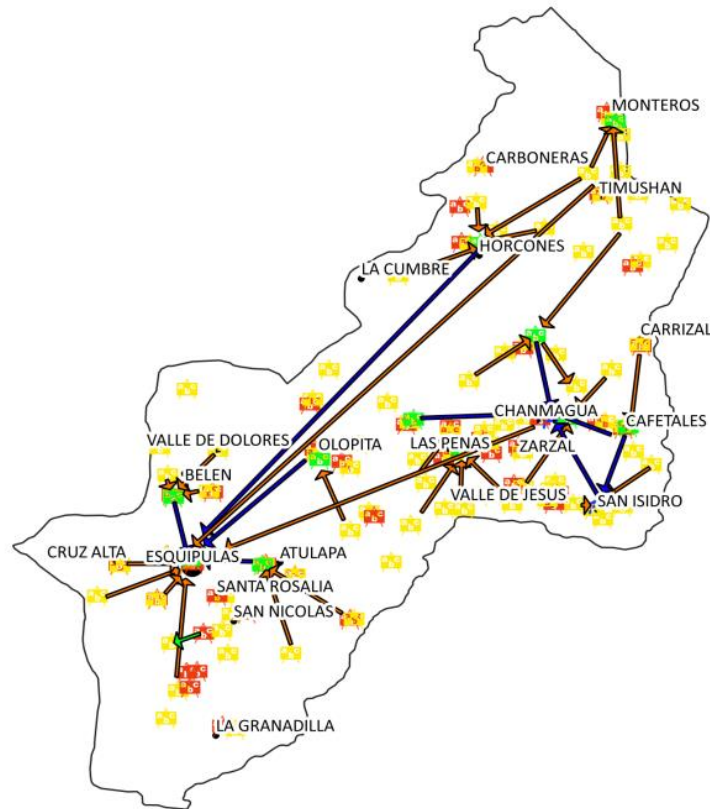 MONTEROS
CARBONERAS
TIMUSHAN
HORCONES
LA CUMBRE
CARRIZAL
CHANMAGUA
CAFETALES
VALLE DE DOLORES
OLOPITA
LAS PENAS
ZARZAL
BELEN
VALLE DE JESUS
SAN ISIDRO
CRUZ ALTA
ESQUIPULAS
ATULAPA
SANTA ROSALIA
SAN NICOLAS
LA GRANADILLA